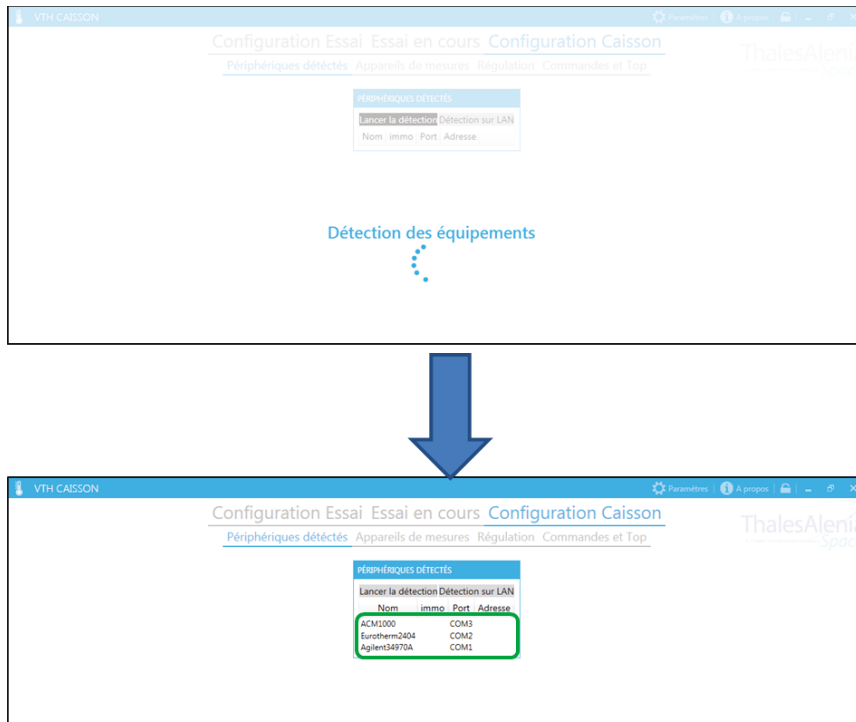 VTH CAISSON Paramètres A propos
Configuration Essai Essai en cours Configuration Caisson
ThalesAlenia
Space
Périphériques détéctés Appareils de mesures Régulation Commandes et Top
PÉRIPHÉRIQUES DÉTECTÉS
Lancer la détection Détection sur LAN
Nom immo Port Adresse
Détection des équipements
VTH CAISSON Paramètres A propos
Configuration Essai Essai en cours Configuration Caisson
ThalesAlenia
Space
Périphériques détéctés Appareils de mesures Régulation Commandes et Top
PÉRIPHÉRIQUES DÉTECTÉS
Lancer la détection Détection sur LAN
Nom immo Port Adresse
ACM1000 COM3
Eurotherm2404 COM2
Agilent34970A COM1